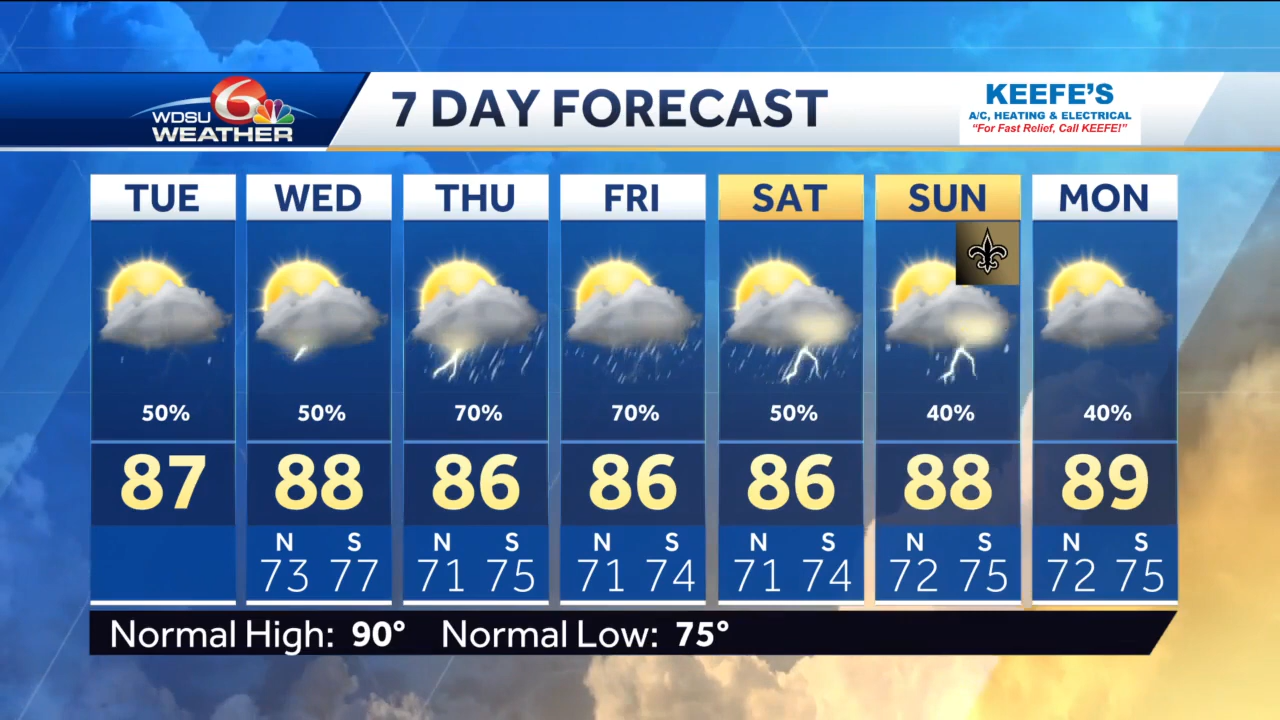 WDSU 6
WEATHER
7 DAY FORECAST
KEEFE'S
A/C, HEATING & ELECTRICAL
"For Fast Relief, Call KEEFE!"
TUE WED THU FRI SAT SUN MON
50% 50% 70% 70% 50% 40% 40%
87 88 86 86 86 88 89
N S N S N S N S N S N S
73 77 71 75 71 74 71 74 72 75 72 75
Normal High: 90° Normal Low: 75°